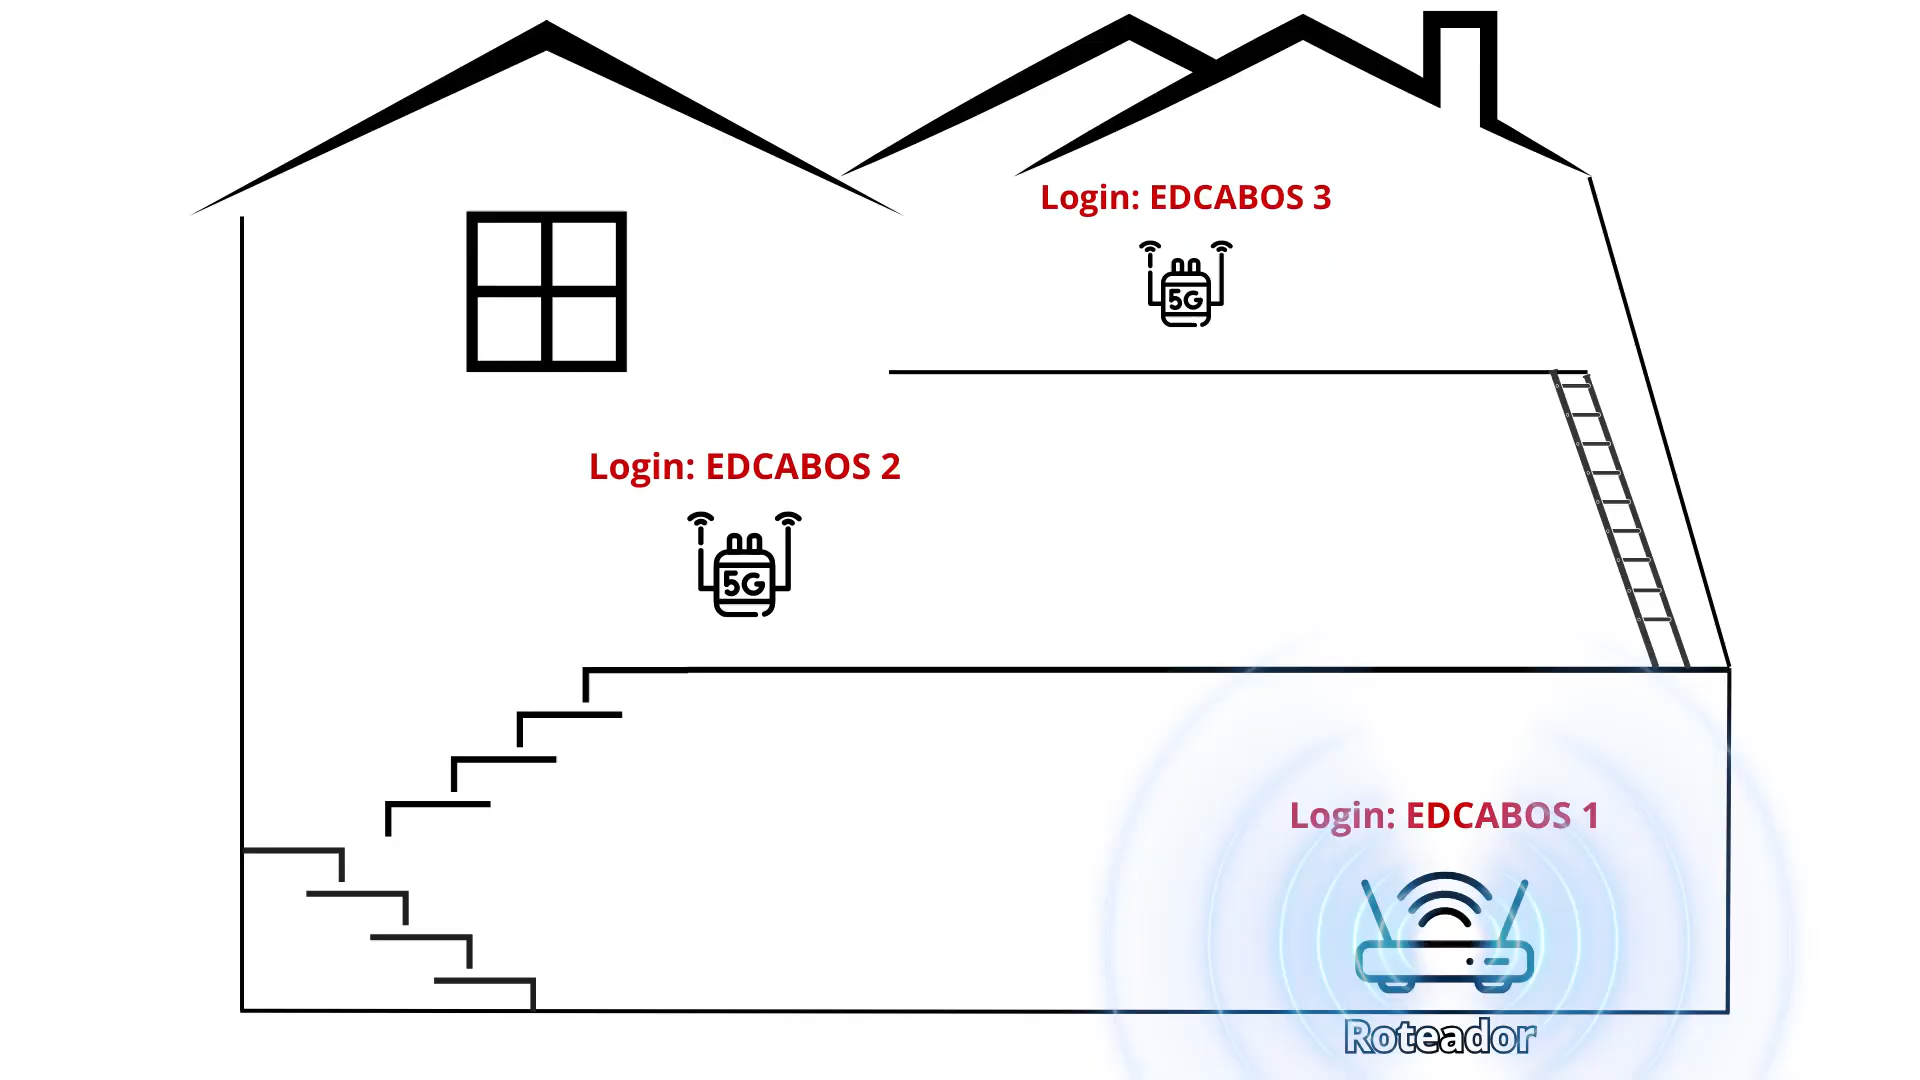 Login: EDCABOS 3
5G
Login: EDCABOS 2
5G
Login: EDCABOS 1
Roteador